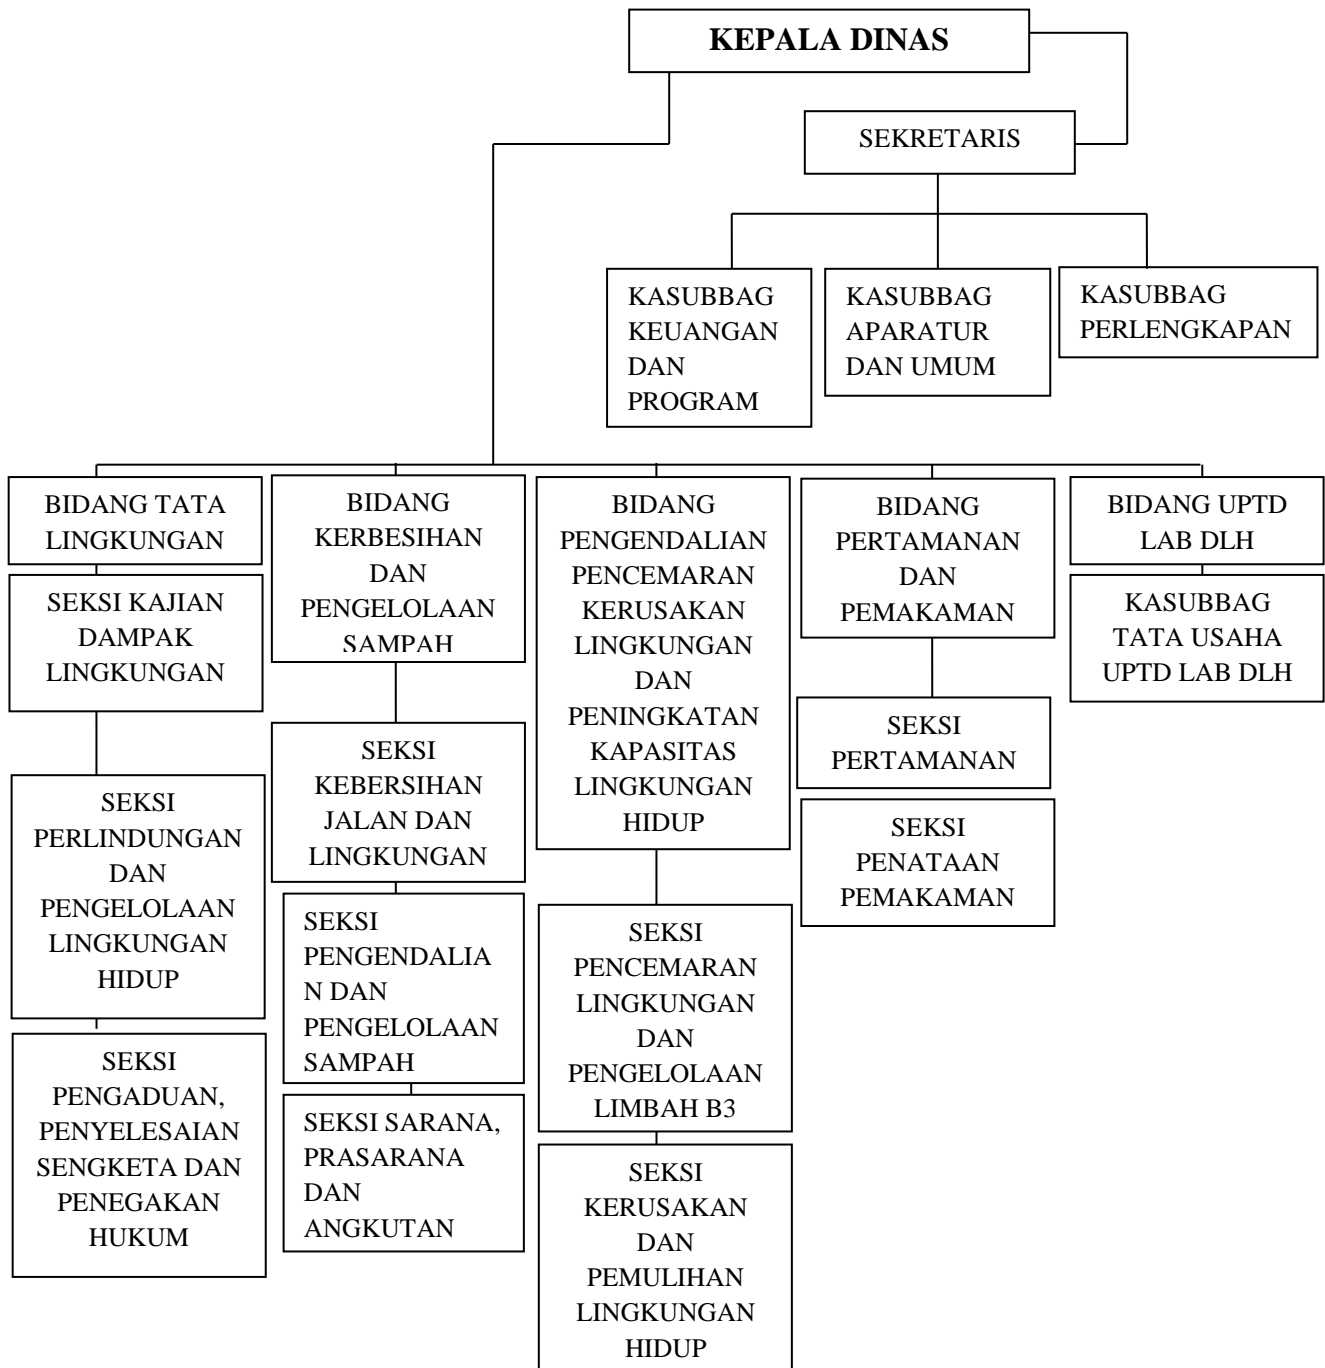 KEPALA DINAS
SEKRETARIS
KASUBBAG
KEUANGAN
DAN
PROGRAM
KASUBBAG
APARATUR
DAN UMUM
KASUBBAG
PERLENGKAPAN
BIDANG TATA
LINGKUNGAN
SEKSI KAJIAN
DAMPAK
LINGKUNGAN
SEKSI
PERLINDUNGAN
DAN
PENGELOLAAN
LINGKUNGAN
HIDUP
SEKSI
PENGADUAN,
PENYELESAIAN
SENGKETA DAN
PENEGAKAN
HUKUM
BIDANG
KERBESIHAN
DAN
PENGELOLAAN
SAMPAH
SEKSI
KEBERSIHAN
JALAN DAN
LINGKUNGAN
SEKSI
PENGENDALIA
N DAN
PENGELOLAAN
SAMPAH
SEKSI SARANA,
PRASARANA
DAN
ANGKUTAN
BIDANG
PENGENDALIAN
PENCEMARAN
KERUSAKAN
LINGKUNGAN
DAN
PENINGKATAN
KAPASITAS
LINGKUNGAN
HIDUP
SEKSI
PENCEMARAN
LINGKUNGAN
DAN
PENGELOLAAN
LIMBAH B3
SEKSI
KERUSAKAN
DAN
PEMULIHAN
LINGKUNGAN
HIDUP
BIDANG
PERTAMANAN
DAN
PEMAKAMAN
SEKSI
PERTAMANAN
SEKSI
PENATAAN
PEMAKAMAN
BIDANG UPTD
LAB DLH
KASUBBAG
TATA USAHA
UPTD LAB DLH